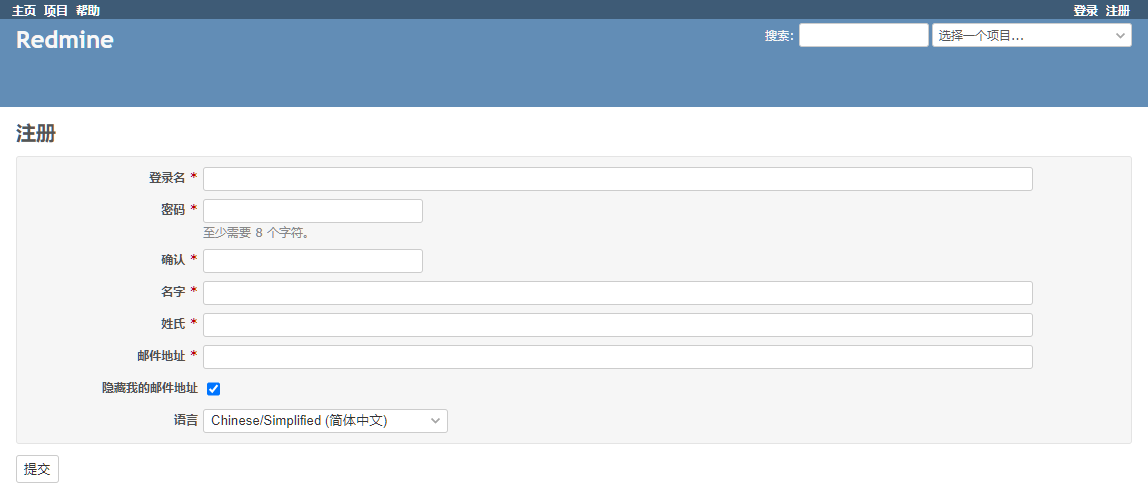 主页 项目 帮助 登录 注册
Redmine 搜索: 选择一个项目...
注册
登录名 *
密码 *
至少需要 8 个字符。
确认 *
名字 *
姓氏 *
邮件地址 *
隐藏我的邮件地址
语言 Chinese/Simplified (简体中文)
提交